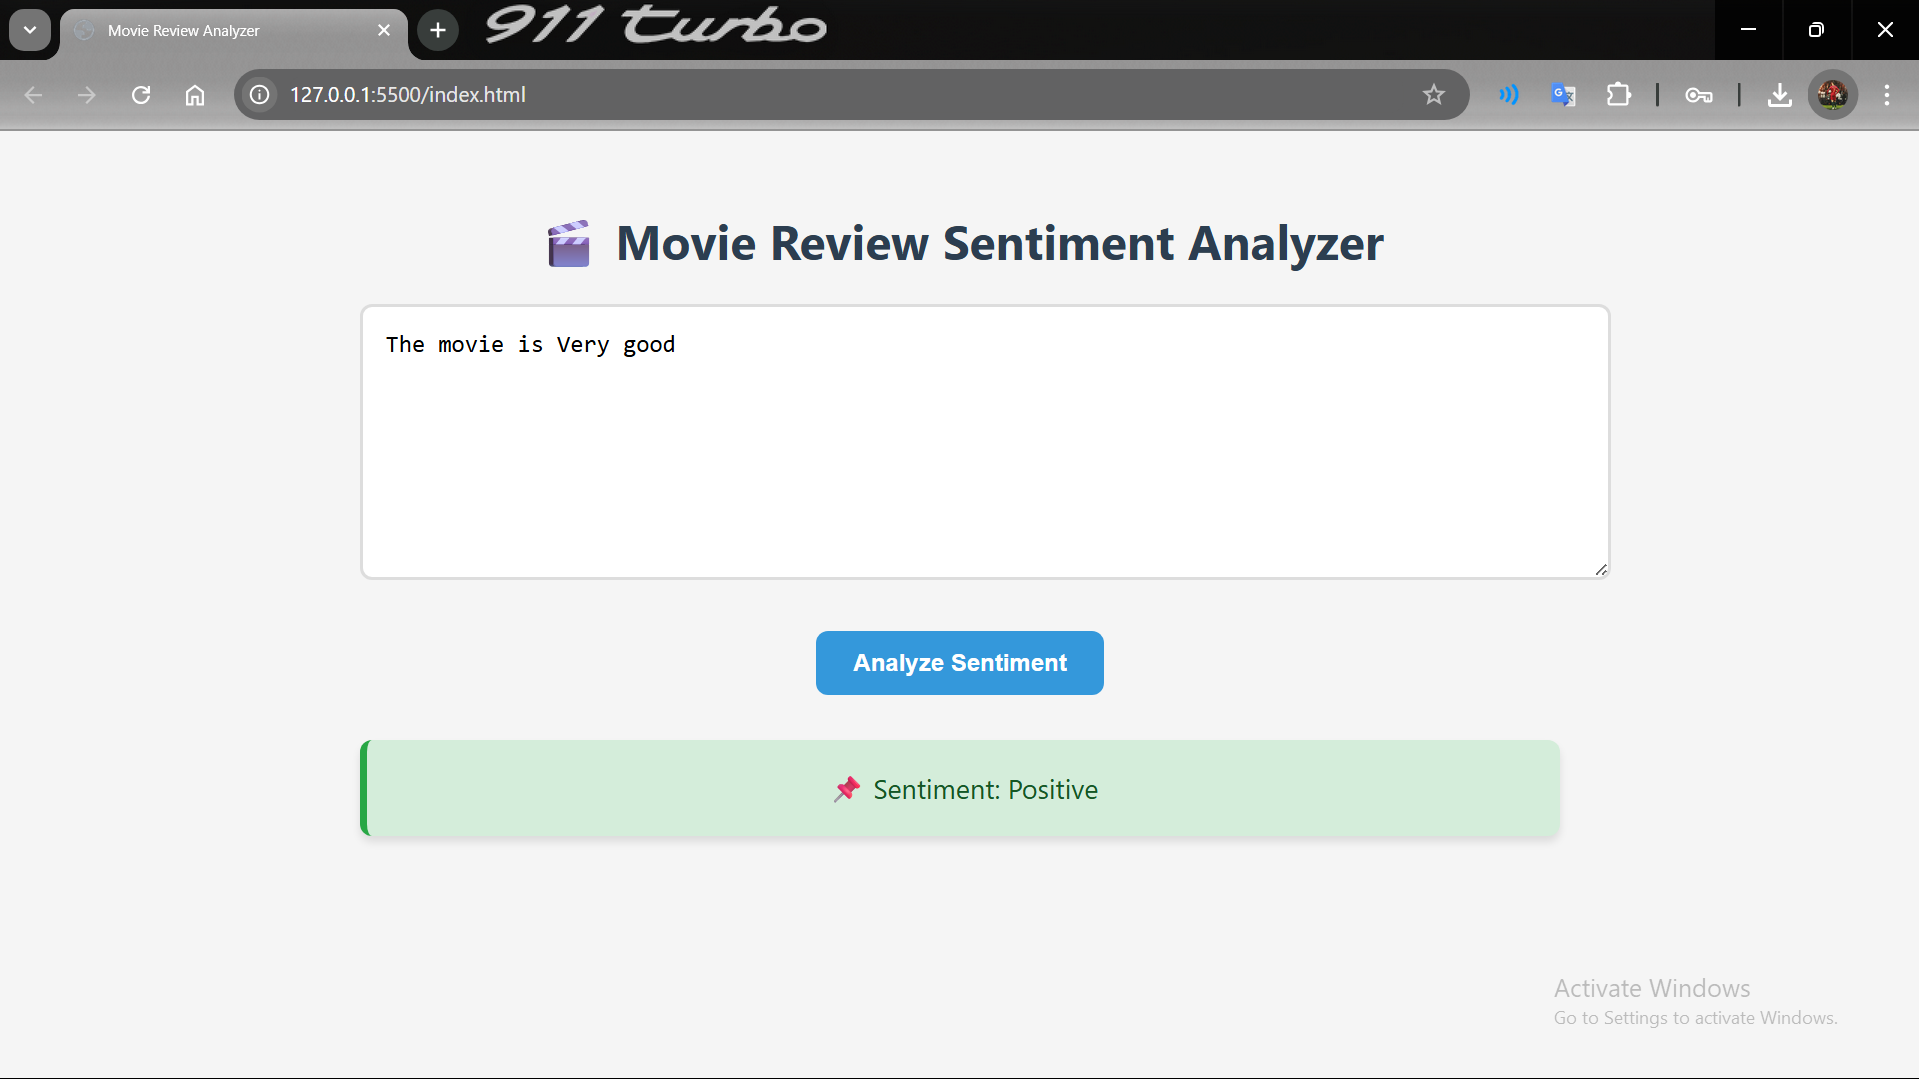 Movie Review Analyzer
911 turbo
127.0.0.1:5500/index.html
Movie Review Sentiment Analyzer
The movie is Very good
Analyze Sentiment
Sentiment: Positive
Activate Windows
Go to Settings to activate Windows.